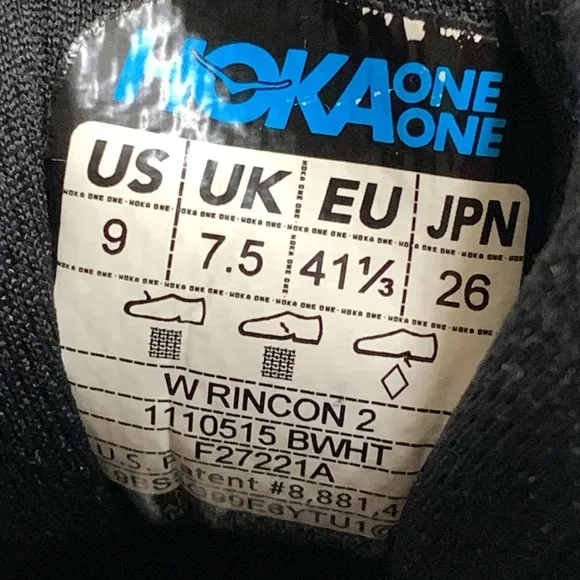 HOKA ONE ONE
US UK EU JPN
9 7.5 41⅓ 26
W RINCON 2
1110515 BWHT
F27221A
U.S. Patent #8,881,4